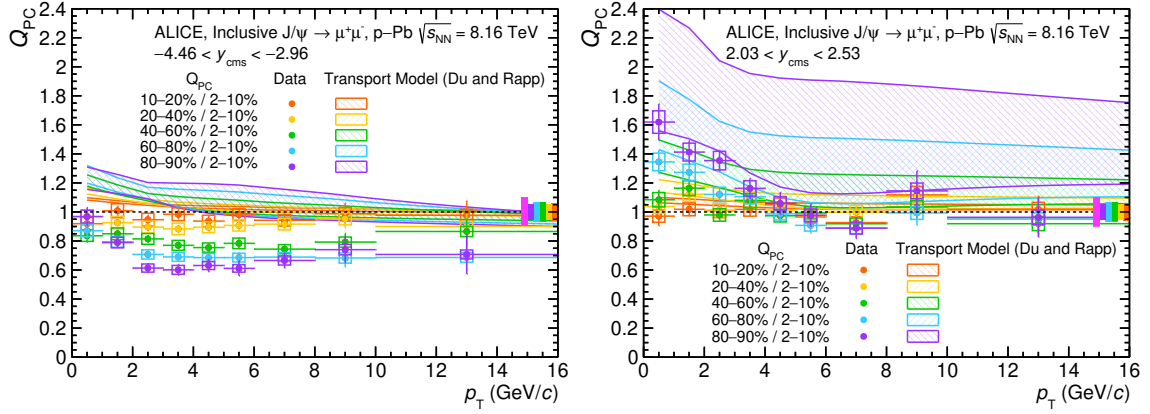 Q_PC
2.4
2.2
2
1.8
1.6
1.4
1.2
1
0.8
0.6
0.4
0.2
0
ALICE, Inclusive J/ψ → μ⁺μ⁻, p–Pb √s_NN = 8.16 TeV
−4.46 < y_cms < −2.96
Q_PC Data Transport Model (Du and Rapp)
10–20% / 2–10%
20–40% / 2–10%
40–60% / 2–10%
60–80% / 2–10%
80–90% / 2–10%
0 2 4 6 8 10 12 14 16
p_T (GeV/c)
Q_PC
2.4
2.2
2
1.8
1.6
1.4
1.2
1
0.8
0.6
0.4
0.2
0
ALICE, Inclusive J/ψ → μ⁺μ⁻, p–Pb √s_NN = 8.16 TeV
2.03 < y_cms < 2.53
Q_PC Data Transport Model (Du and Rapp)
10–20% / 2–10%
20–40% / 2–10%
40–60% / 2–10%
60–80% / 2–10%
80–90% / 2–10%
0 2 4 6 8 10 12 14 16
p_T (GeV/c)